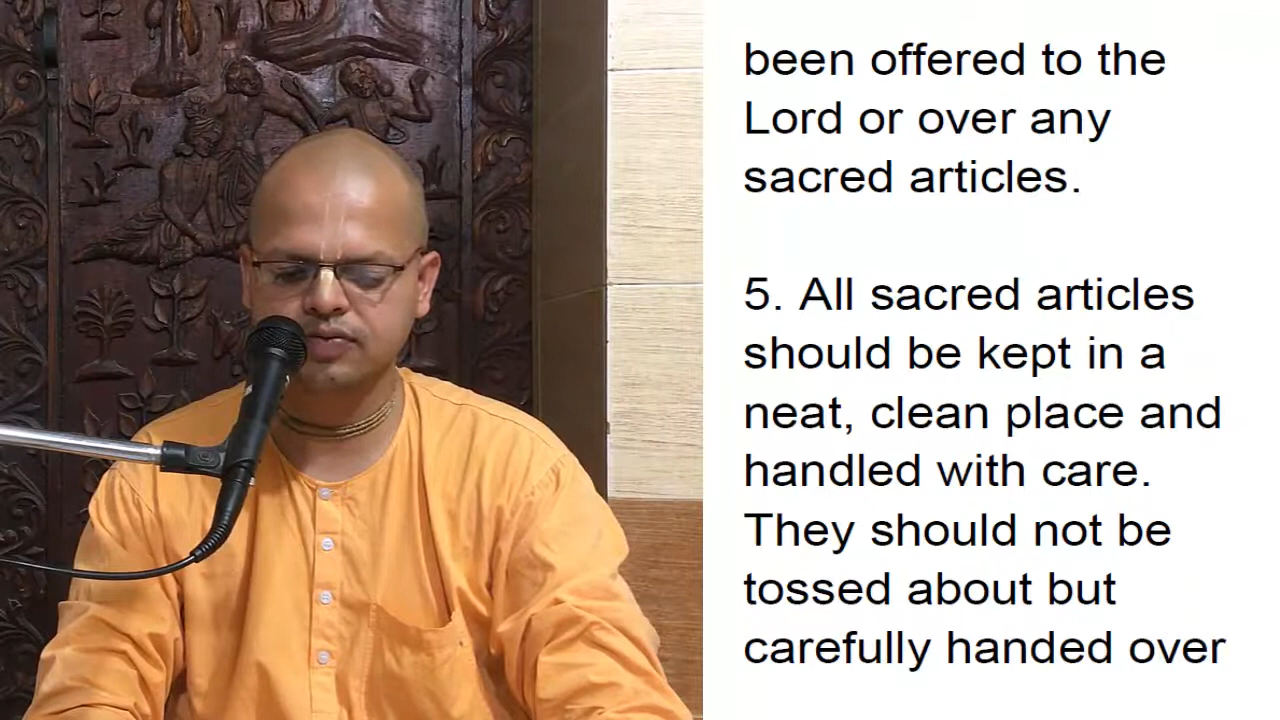 been offered to the
Lord or over any
sacred articles.
5. All sacred articles
should be kept in a
neat, clean place and
handled with care.
They should not be
tossed about but
carefully handed over